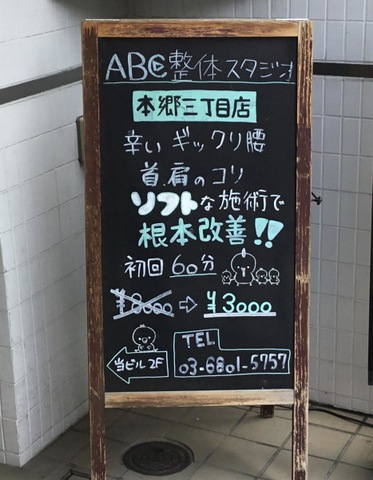 ABC整体スタジオ
本郷三丁目店
辛いギックリ腰
首.肩のコリ
ソフトな施術で
根本改善!!
初回60分
¥8000⇨¥3000
TEL
03-6801-5757
当ビル2F